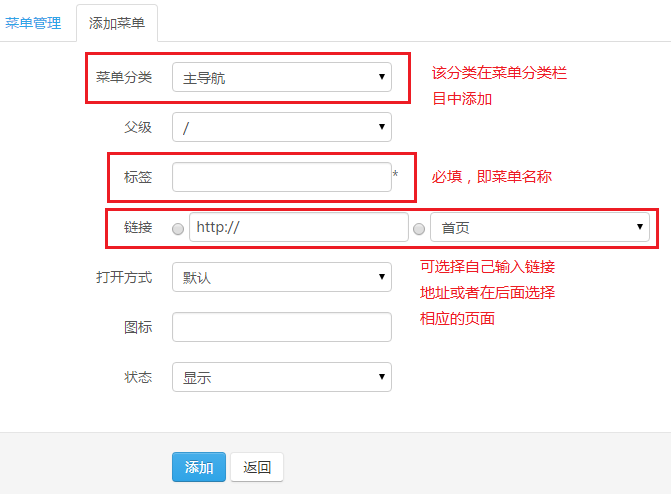 菜单管理 添加菜单
菜单分类 主导航
该分类在菜单分类栏
目中添加
父级 /
标签 *
必填，即菜单名称
链接 http:// 首页
打开方式 默认
可选择自己输入链接
地址或者在后面选择
相应的页面
图标
状态 显示
添加 返回